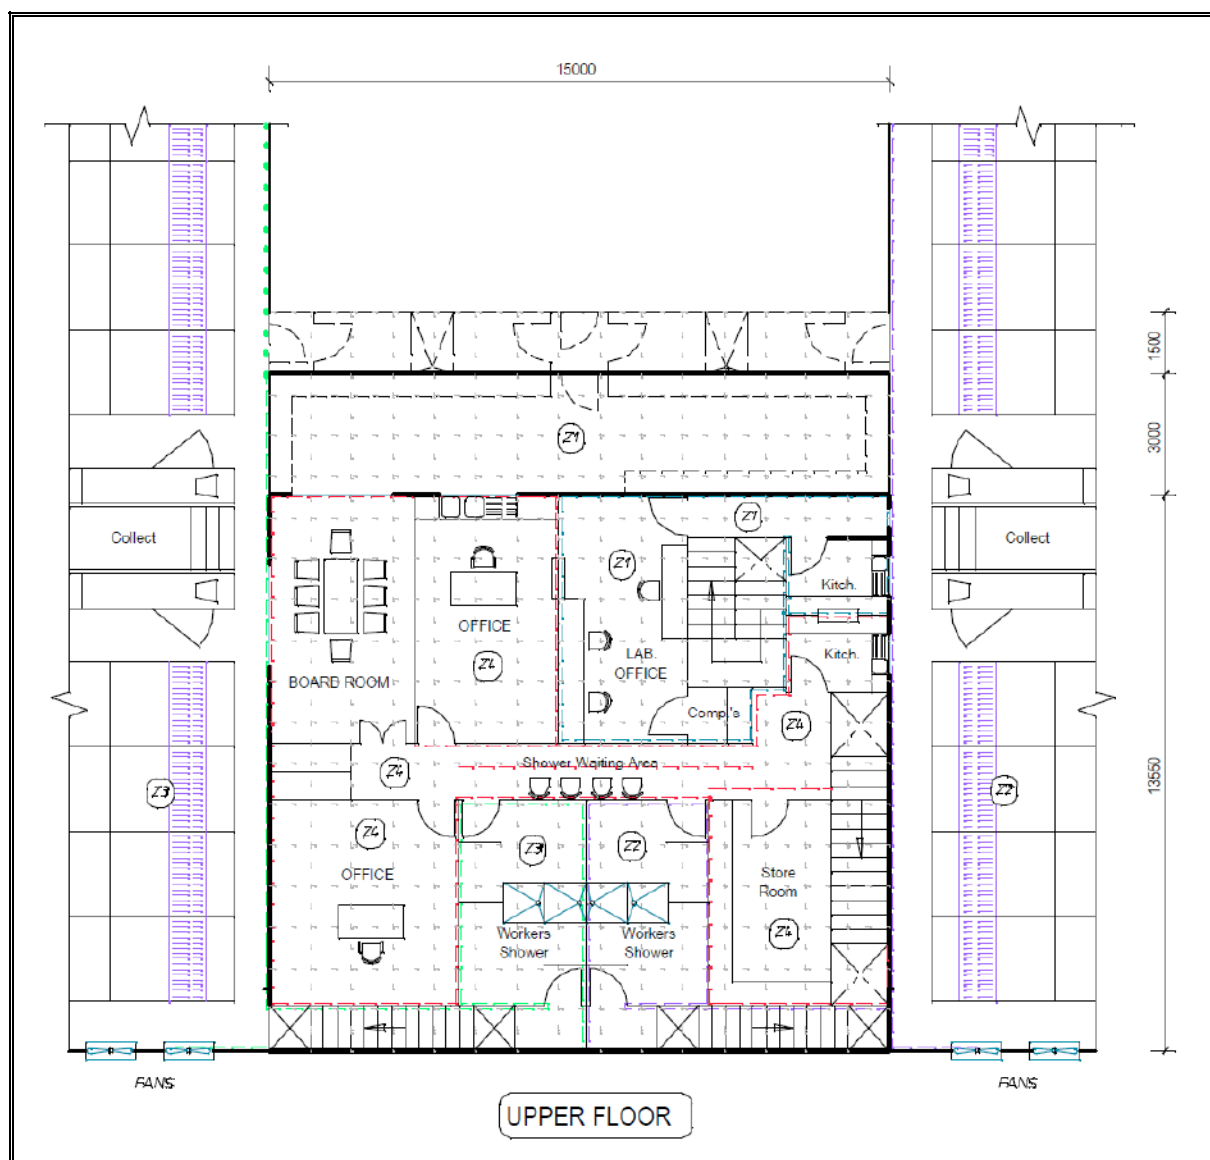 15000
1500
3000
Z1
Z1
Collect
Collect
Z1
Kitch.
OFFICE
LAB.
OFFICE
Kitch.
Z4
BOARD ROOM
Comp.'s
Z4
Shower Waiting Area
Z4
Z3
Z2
13550
Z4
Z3
Z2
OFFICE
Store
Room
Workers
Shower
Workers
Shower
Z4
FANS
FANS
UPPER FLOOR